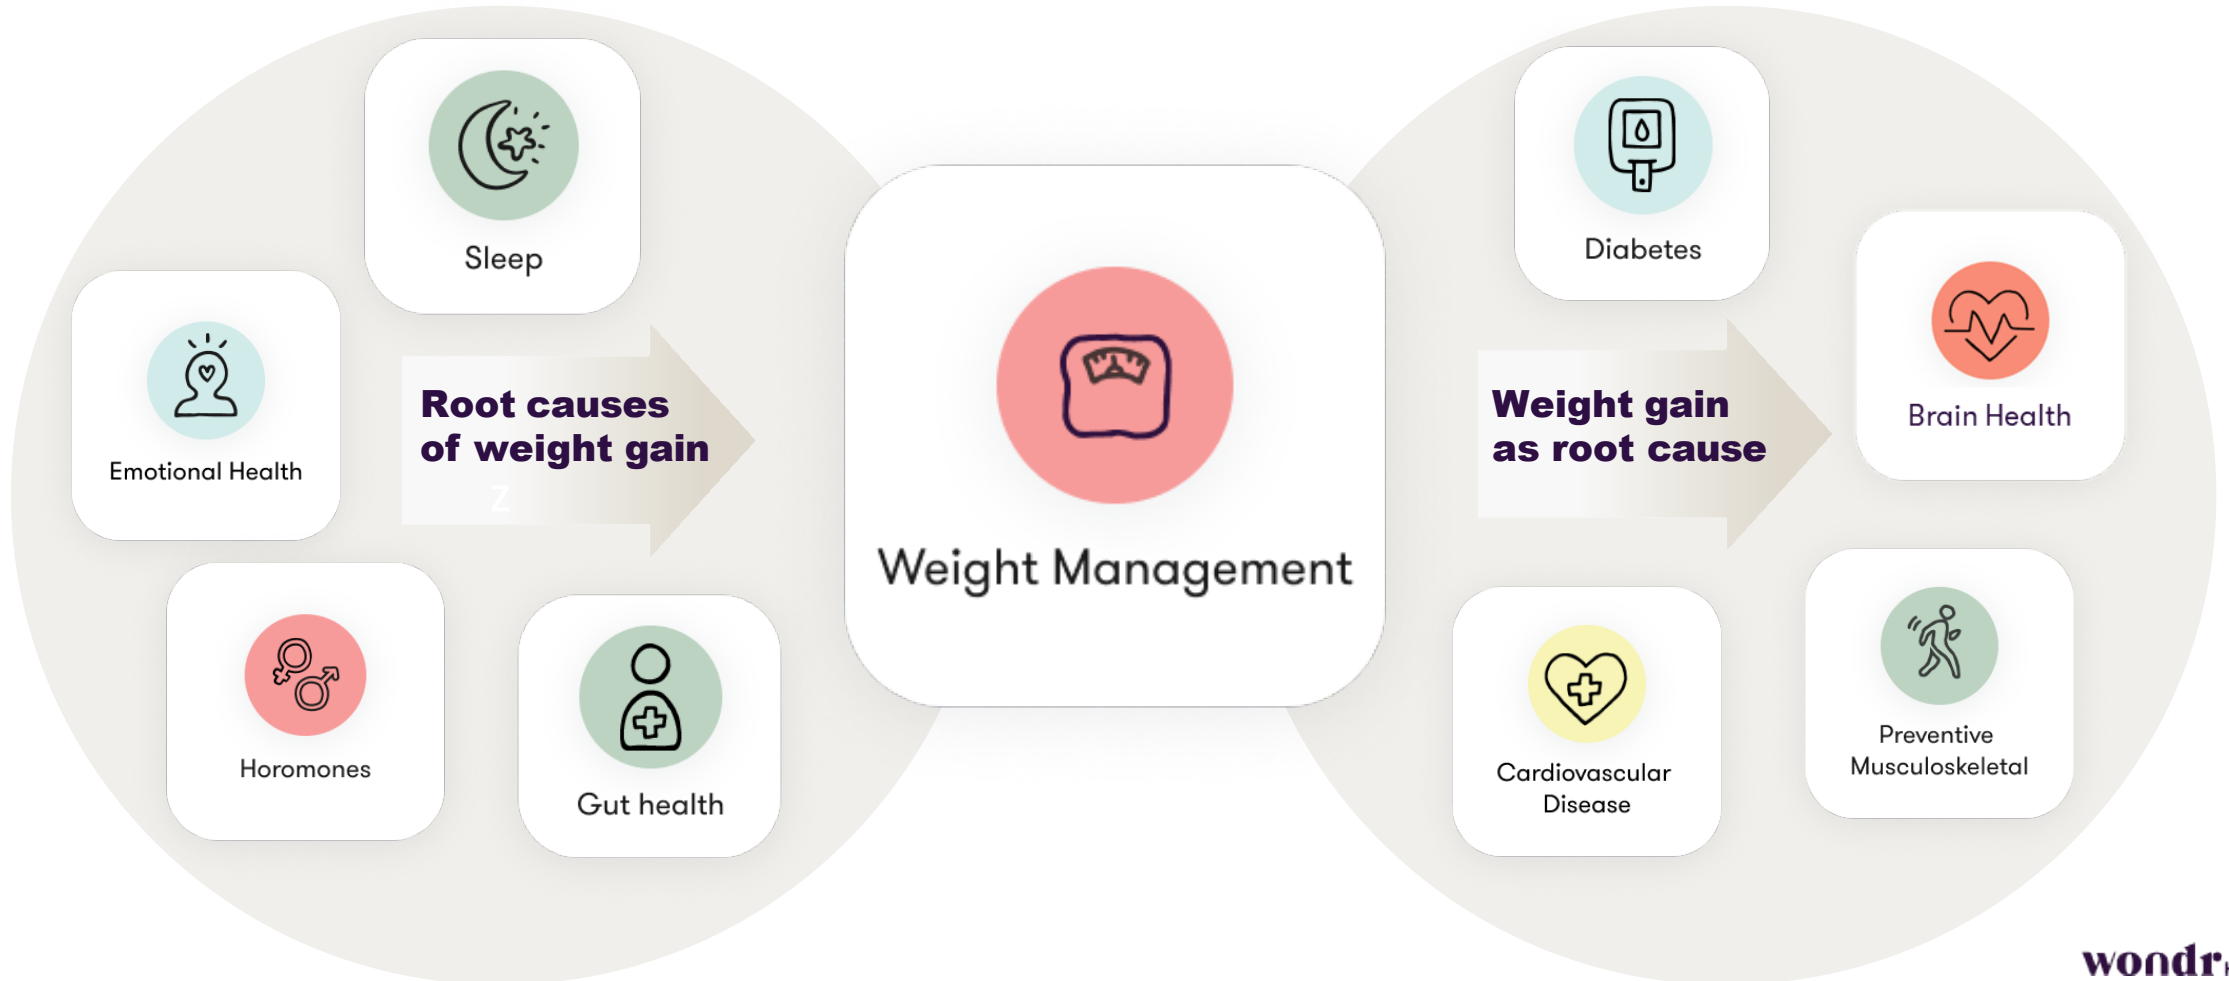 Sleep
Emotional Health
Root causes
of weight gain
Z
Horomones
Gut health
Weight Management
Diabetes
Weight gain
as root cause
Brain Health
Cardiovascular
Disease
Preventive
Musculoskeletal
wondr